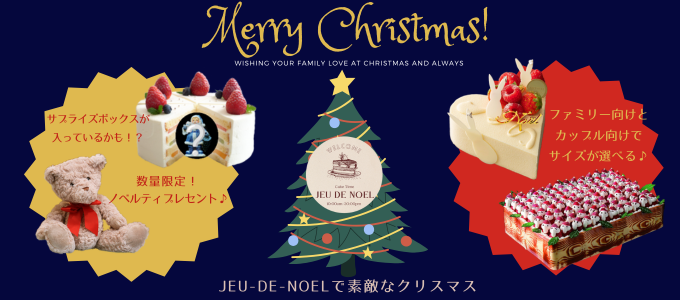 Merry Christmas!
WISHING YOUR FAMILY LOVE AT CHRISTMAS AND ALWAYS
サプライズボックスが
入っているかも！？
数量限定！
ノベルティプレゼント♪
WELCOME
Cake Time
JEU DE NOEL
ファミリー向けと
カップル向けで
サイズが選べる♪
JEU-DE-NOELで素敵なクリスマス